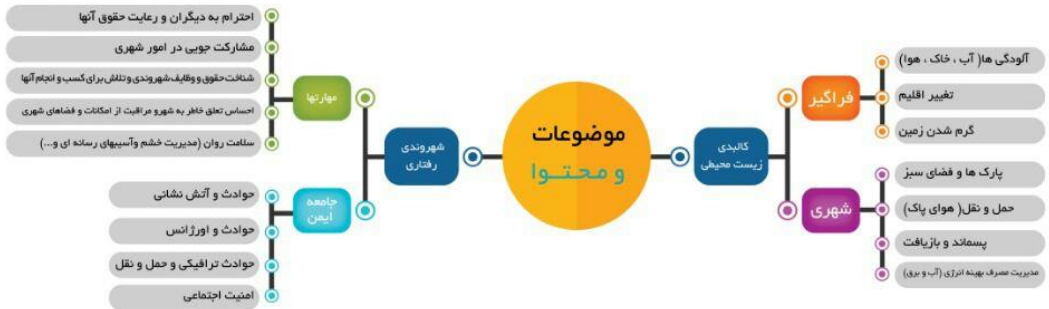 موضوعات
و محتوا
کالبدی
زیست محیطی
فراگیر
آلودگی ها( آب ، خاک ، هوا)
تغییر اقلیم
گرم شدن زمین
شهری
پارک ها و فضای سبز
حمل و نقل( هوای پاک)
پسماند و بازیافت
مدیریت مصرف بهینه انرژی (آب و برق)
شهروندی
رفتاری
مهارتها
احترام به دیگران و رعایت حقوق آنها
مشارکت جویی در امور شهری
شناخت حقوق و وظایف شهروندی و تلاش برای کسب و انجام آنها
احساس تعلق خاطر به شهر و مراقبت از امکانات و فضاهای شهری
سلامت روان (مدیریت خشم وآسیبهای رسانه ای و...)
جامعه
ایمن
حوادث و آتش نشانی
حوادث و اورژانس
حوادث ترافیکی و حمل و نقل
امنیت اجتماعی